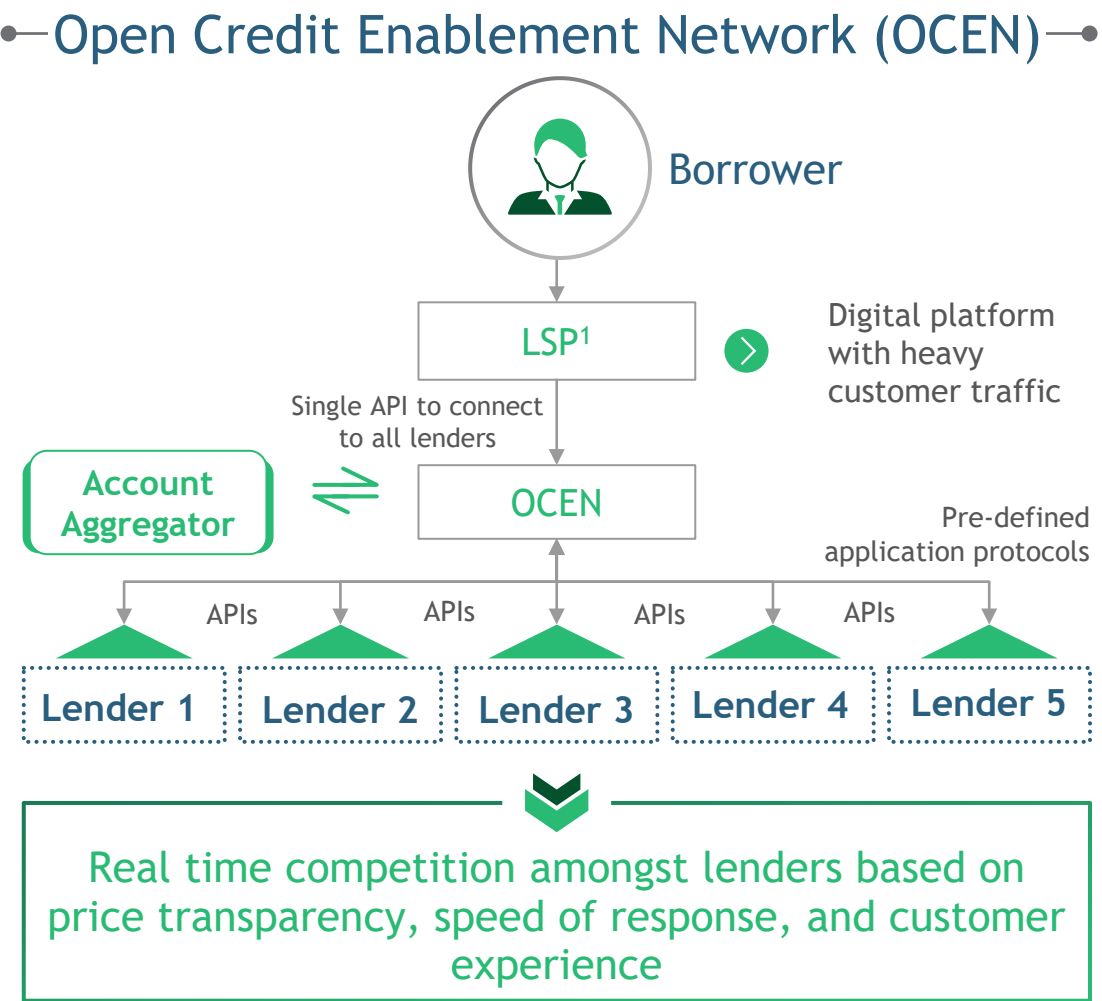 Open Credit Enablement Network (OCEN)
Borrower
LSP¹
Digital platform
with heavy
customer traffic
Single API to connect
to all lenders
Account
Aggregator
OCEN
Pre-defined
application protocols
APIs APIs APIs APIs
Lender 1 Lender 2 Lender 3 Lender 4 Lender 5
Real time competition amongst lenders based on
price transparency, speed of response, and customer
experience